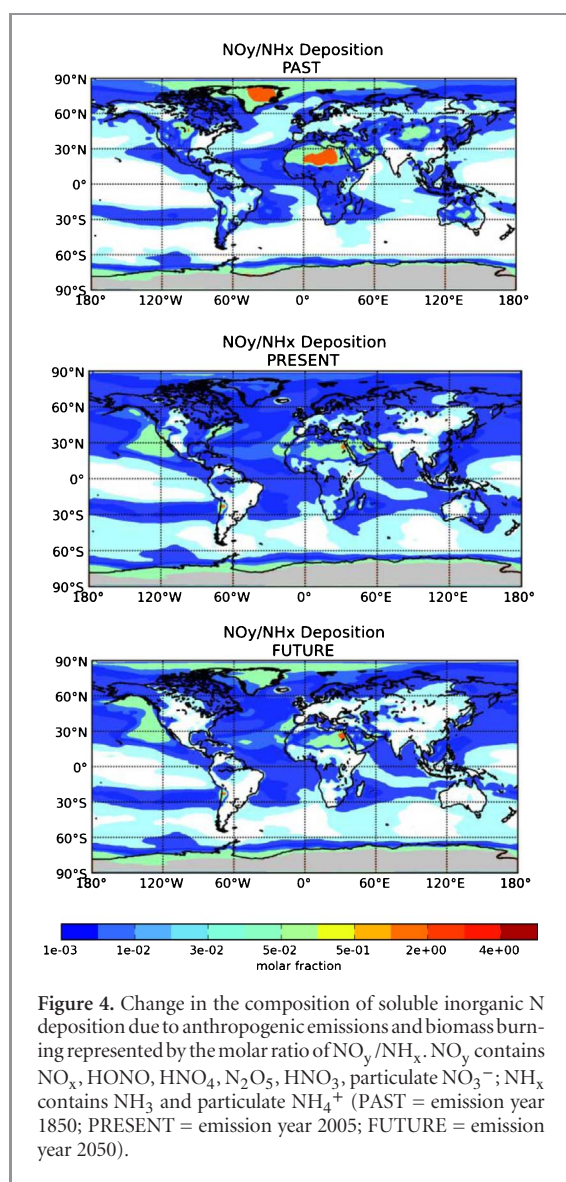 NOy/NHx Deposition
PAST
90°N
60°N
30°N
0°
30°S
60°S
90°S
180° 120°W 60°W 0° 60°E 120°E 180°
NOy/NHx Deposition
PRESENT
90°N
60°N
30°N
0°
30°S
60°S
90°S
180° 120°W 60°W 0° 60°E 120°E 180°
NOy/NHx Deposition
FUTURE
90°N
60°N
30°N
0°
30°S
60°S
90°S
180° 120°W 60°W 0° 60°E 120°E 180°
1e-03 1e-02 3e-02 5e-02 5e-01 2e+00 4e+00
molar fraction
Figure 4. Change in the composition of soluble inorganic N
deposition due to anthropogenic emissions and biomass burn-
ing represented by the molar ratio of NOy/NHx. NOy contains
NOx, HONO, HNO4, N2O5, HNO3, particulate NO3−; NHx
contains NH3 and particulate NH4+ (PAST = emission year
1850; PRESENT = emission year 2005; FUTURE = emission
year 2050).